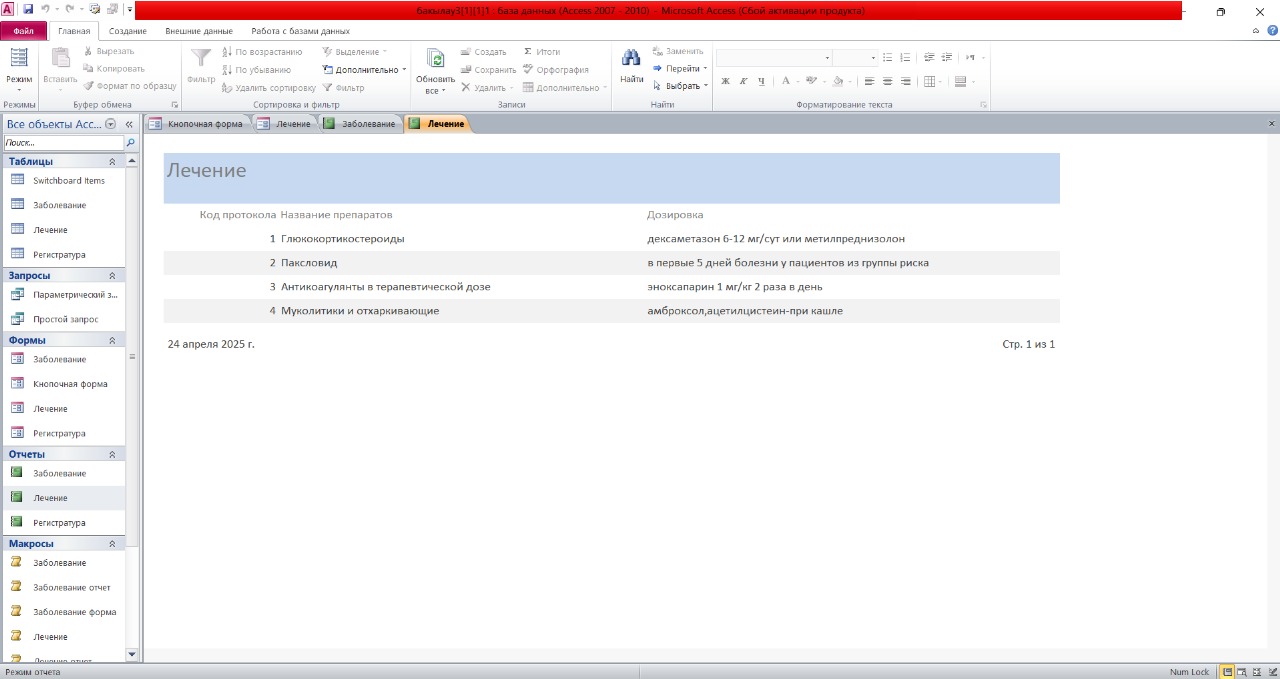 бакылау3[1][1]1 : база данных (Access 2007 - 2010) - Microsoft Access (Сбой активации продукта)
Файл Главная Создание Внешние данные Работа с базами данных
Режим
Режимы
Вставить
Вырезать
Копировать
Формат по образцу
Буфер обмена
Фильтр
По возрастанию
По убыванию
Удалить сортировку
Выделение
Дополнительно
Фильтр
Сортировка и фильтр
Обновить все
Создать
Сохранить
Удалить
Итоги
Орфография
Дополнительно
Записи
Найти
Заменить
Перейти
Выбрать
Найти
Ж К Ч А
Форматирование текста
Все объекты Acc...
Поиск...
Таблицы
Switchboard Items
Заболевание
Лечение
Регистратура
Запросы
Параметрический з...
Простой запрос
Формы
Заболевание
Кнопочная форма
Лечение
Регистратура
Отчеты
Заболевание
Лечение
Регистратура
Макросы
Заболевание
Заболевание отчет
Заболевание форма
Лечение
Лечение отчет
Кнопочная форма Лечение Заболевание Лечение
Лечение
Код протокола Название препаратов Дозировка
1 Глюкокортикостероиды дексаметазон 6-12 мг/сут или метилпреднизолон
2 Паксловид в первые 5 дней болезни у пациентов из группы риска
3 Антикоагулянты в терапевтической дозе эноксапарин 1 мг/кг 2 раза в день
4 Муколитики и отхаркивающие амброксол,ацетилцистеин-при кашле
24 апреля 2025 г. Стр. 1 из 1
Режим отчета Num Lock